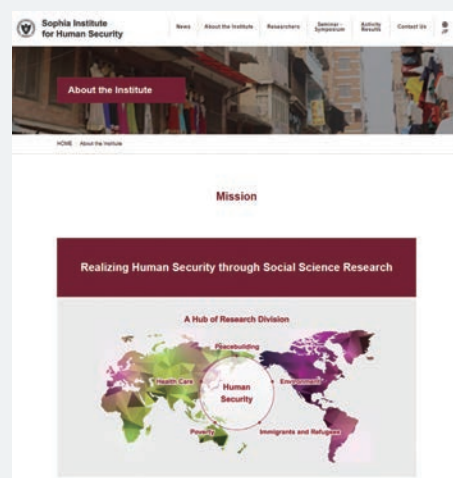 Sophia Institute
for Human Security
News
About the Institute
Researchers
Seminar・
Symposium
Activity
Results
Contact Us
JP
About the Institute
HOME
About the Institute
Mission
Realizing Human Security through Social Science Research
A Hub of Research Division
Peacebuilding
Health Care
Human
Security
Environment
Poverty
Immigrants and Refugees